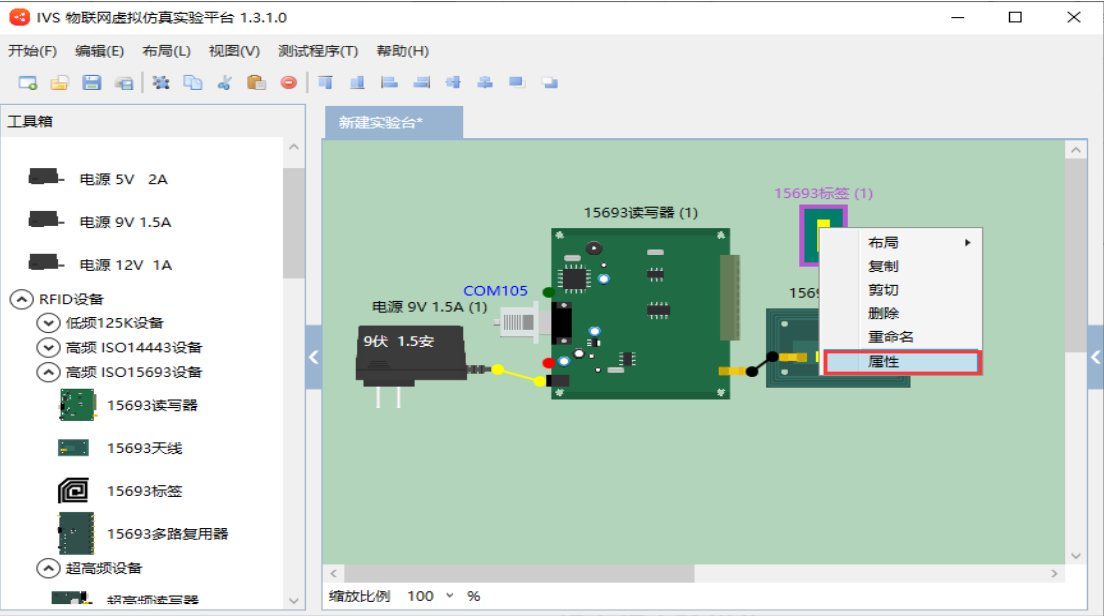 IVS 物联网虚拟仿真实验平台 1.3.1.0
开始(F) 编辑(E) 布局(L) 视图(V) 测试程序(T) 帮助(H)
工具箱
新建实验台*
电源 5V 2A
电源 9V 1.5A
电源 12V 1A
RFID设备
低频125K设备
高频 ISO14443设备
高频 ISO15693设备
15693读写器
15693天线
15693标签
15693多路复用器
超高频设备
超高频读写器
15693标签 (1)
15693读写器 (1)
COM105
电源 9V 1.5A (1)
9伏 1.5安
1569
布局
复制
剪切
删除
重命名
属性
缩放比例 100 %